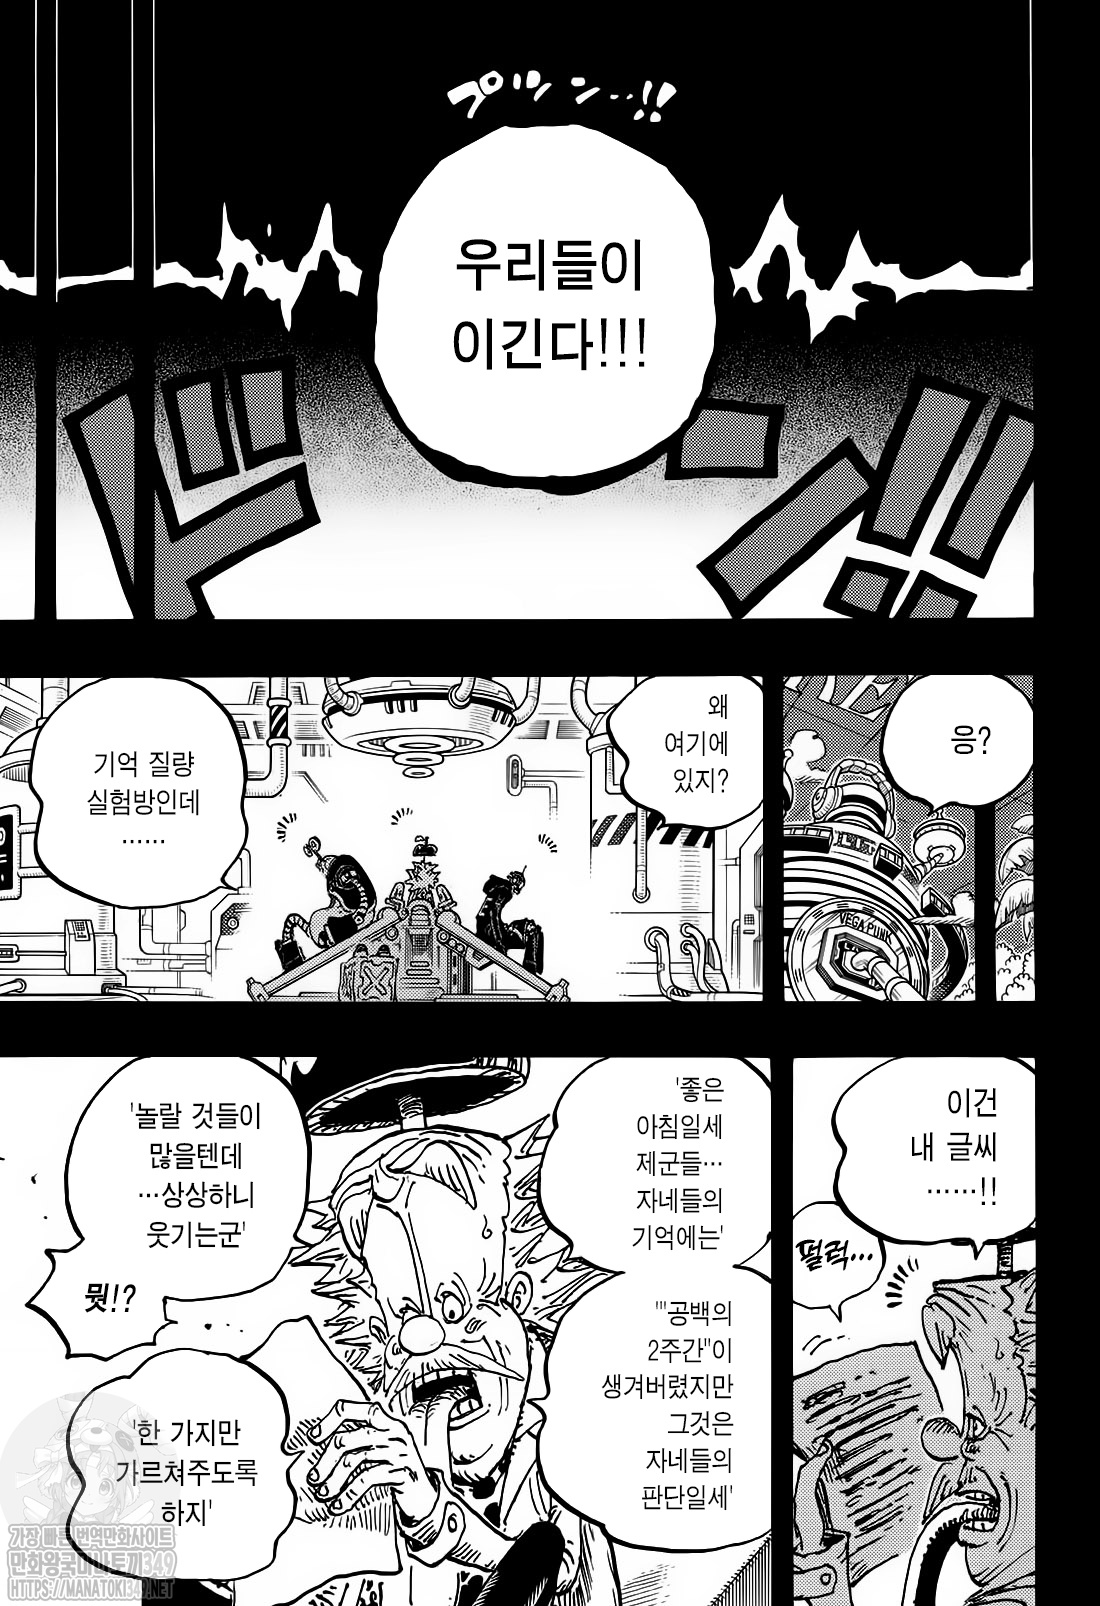 プツン…!!
우리들이
이긴다!!!
ドン!!
응?
VEGAPUNK
왜
여기에
있지?
기억 질량
실험방인데
……
이건
내 글씨
……!!
펄럭…
'좋은
아침일세
제군들…
자네들의
기억에는'
'"공백의
2주간"이
생겨버렸지만
그것은
자네들의
판단일세'
'놀랄 것들이
많을텐데
…상상하니
웃기는군'
뭣!?
'한 가지만
가르쳐주도록
하지'
6
가장 빠른 번역만화사이트
만화왕국마나토끼349
HTTPS://MANATOKI349.NET